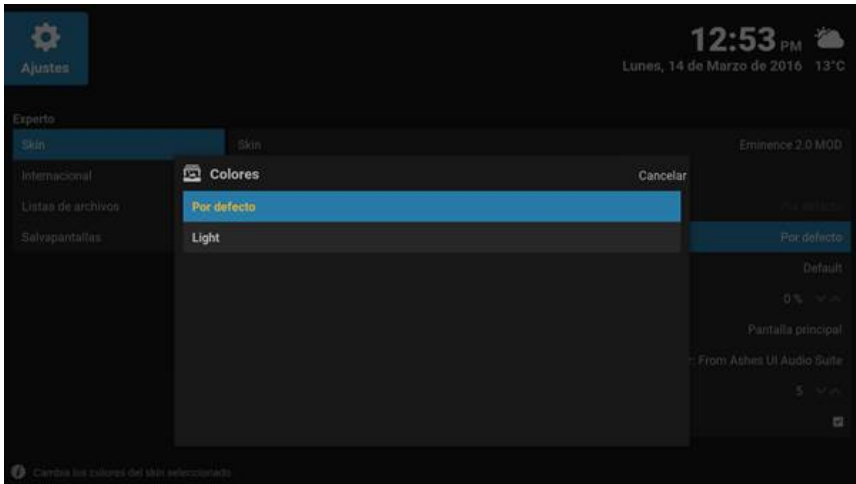 Ajustes
12:53 PM
Lunes, 14 de Marzo de 2016 13°C
Experto
Skin
Skin
Eminence 2.0 MOD
Internacional
Colores
Cancelar
Listas de archivos
Por defecto
Por defecto
Salvapantallas
Light
Por defecto
Default
0 %
Pantalla principal
: From Ashes UI Audio Suite
5
Cambia los colores del skin seleccionado.